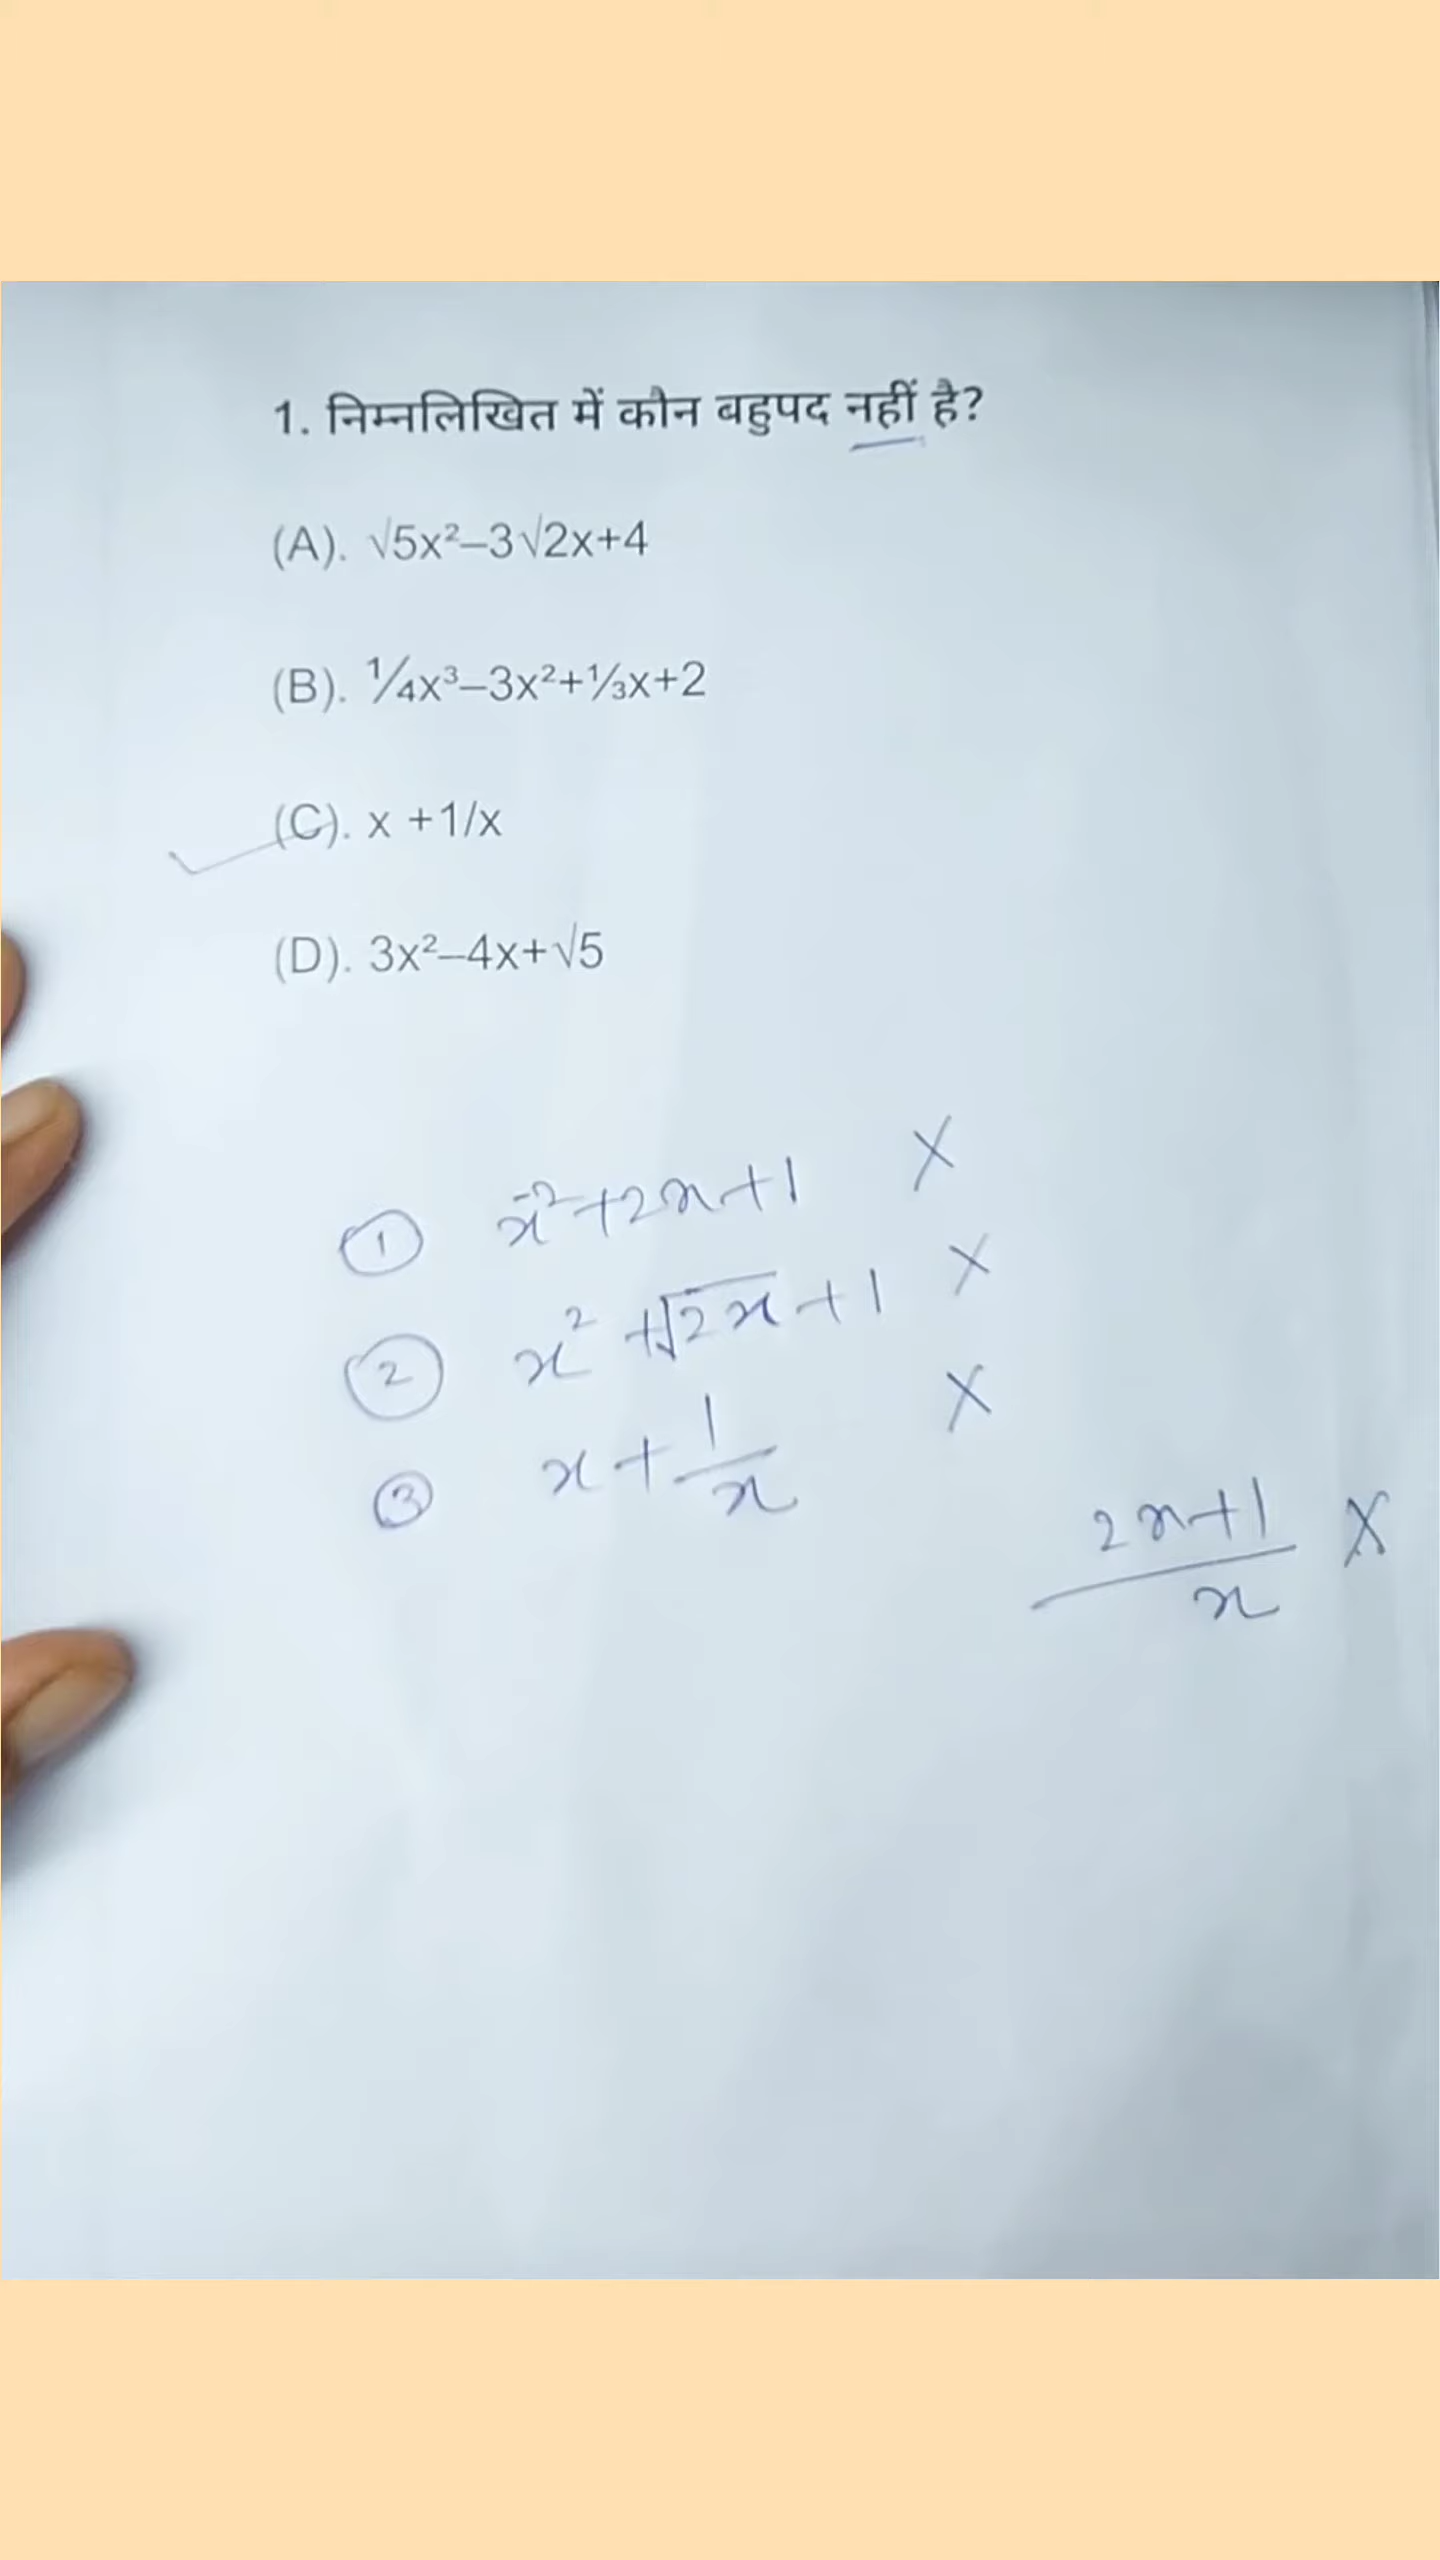 1. निम्नलिखित में कौन बहुपद नहीं है?
(A). √5x²–3√2x+4
(B). ¼x³–3x²+⅓x+2
(C). x +1/x
(D). 3x²–4x+√5
① x⁻²+2x+1 X
② x² +√2x+1 X
③ x+1/x X
2x+1/x X